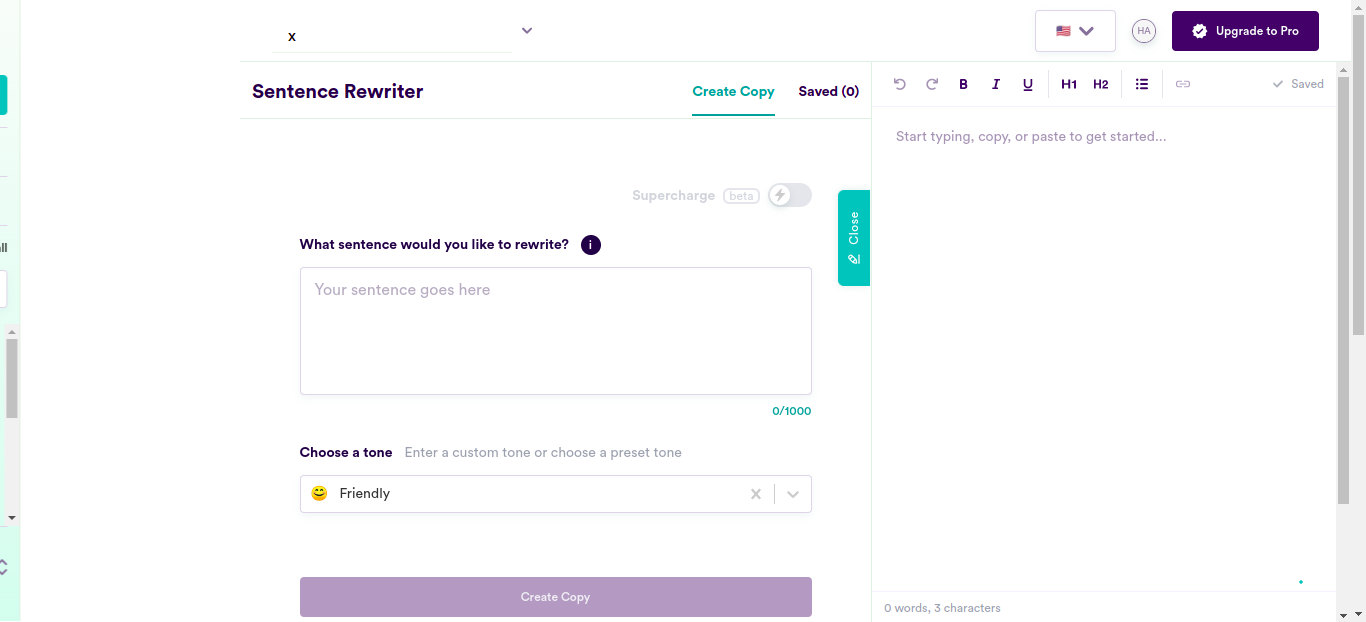 x
HA
Upgrade to Pro
Sentence Rewriter
Create Copy
Saved (0)
B
I
U
H1
H2
Saved
Start typing, copy, or paste to get started...
Supercharge
beta
Close
What sentence would you like to rewrite?
i
Your sentence goes here
0/1000
Choose a tone
Enter a custom tone or choose a preset tone
Friendly
Create Copy
0 words, 3 characters